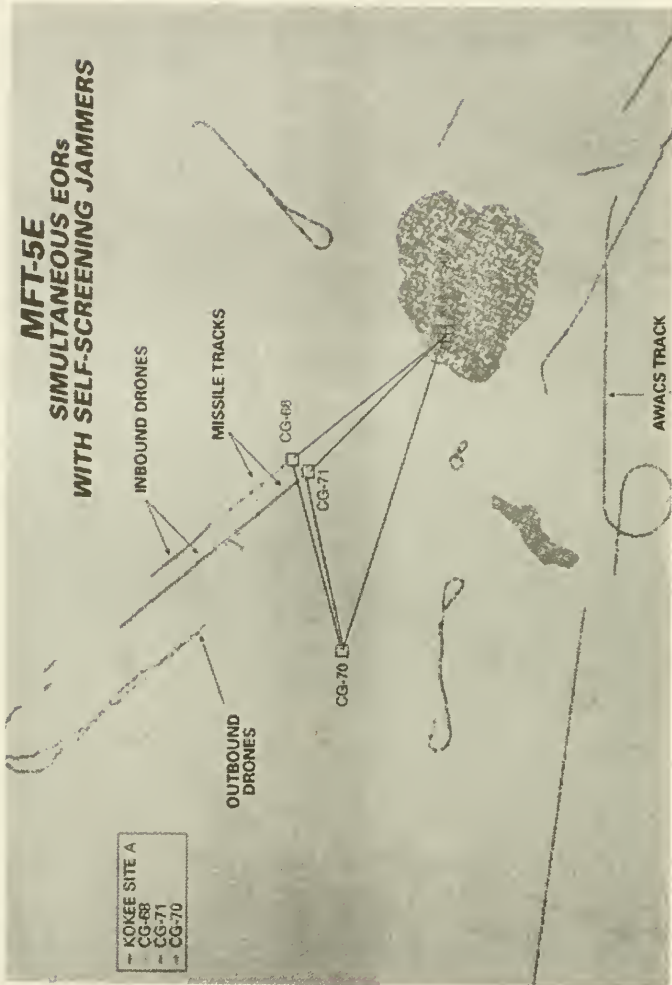 MFT-5E
SIMULTANEOUS EORs
WITH SELF-SCREENING JAMMERS
INBOUND DRONES
MISSILE TRACKS
CG-68
CG-71
CG-70
OUTBOUND
DRONES
AWACS TRACK
KOKEE SITE A
CG-68
CG-71
CG-70